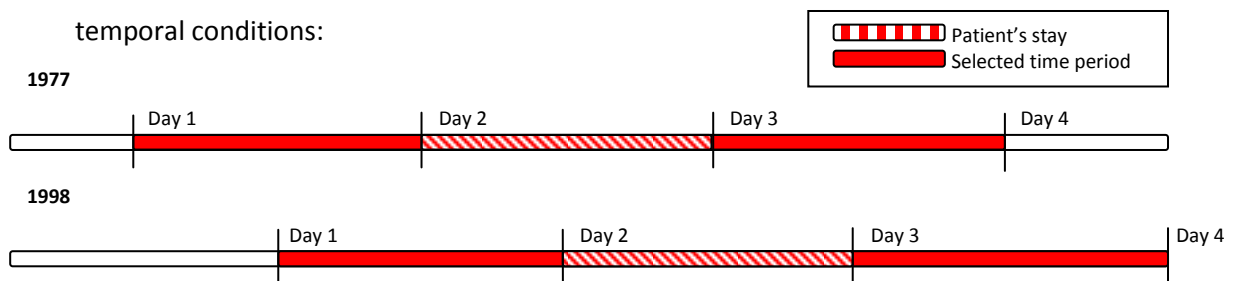 temporal conditions:
Patient's stay
Selected time period
1977
Day 1 Day 2 Day 3 Day 4
1998
Day 1 Day 2 Day 3 Day 4